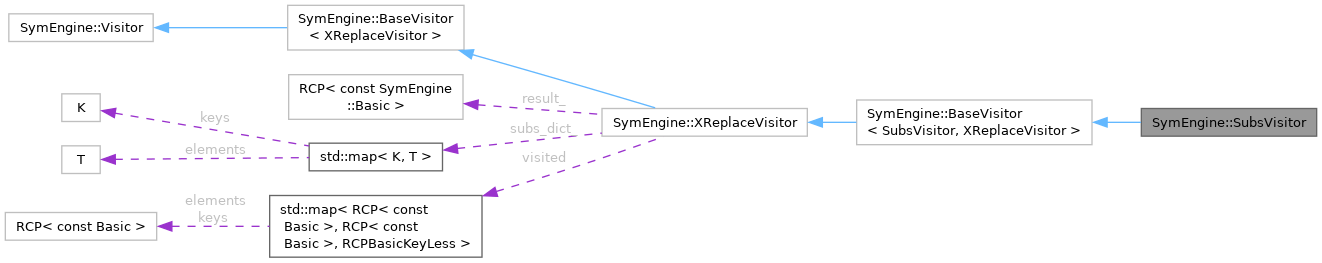 SymEngine::Visitor
SymEngine::BaseVisitor
< XReplaceVisitor >
RCP< const SymEngine
::Basic >
result_
K
keys
T
elements
std::map< K, T >
subs_dict
visited
SymEngine::XReplaceVisitor
SymEngine::BaseVisitor
< SubsVisitor, XReplaceVisitor >
SymEngine::SubsVisitor
RCP< const Basic >
elements
keys
std::map< RCP< const
Basic >, RCP< const
Basic >, RCPBasicKeyLess >